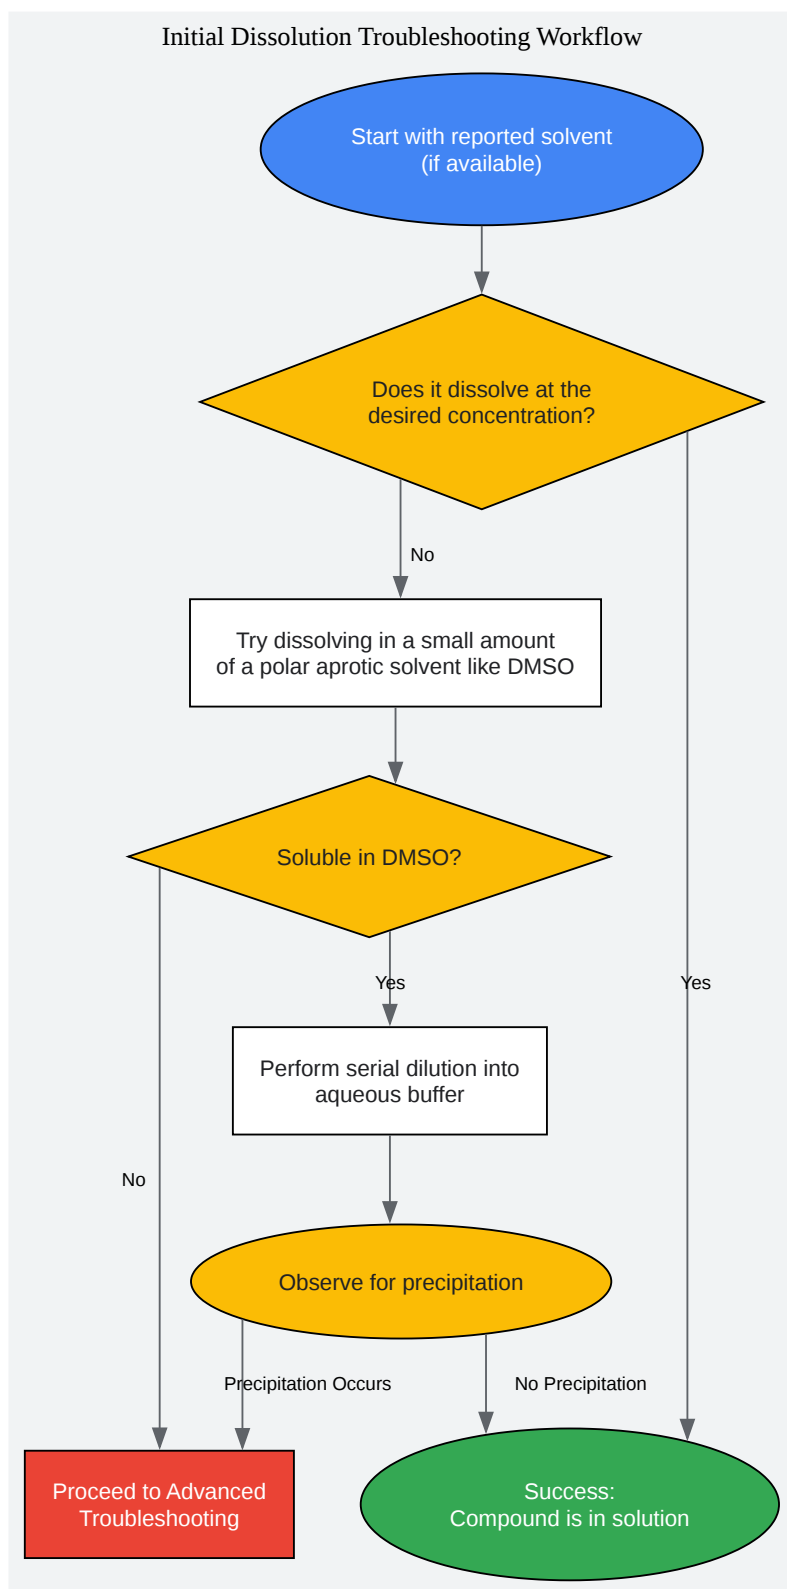 Initial Dissolution Troubleshooting Workflow
Start with reported solvent
(if available)
Does it dissolve at the
desired concentration?
No
Try dissolving in a small amount
of a polar aprotic solvent like DMSO
Soluble in DMSO?
Yes
Yes
Perform serial dilution into
aqueous buffer
No
Observe for precipitation
Precipitation Occurs
No Precipitation
Proceed to Advanced
Troubleshooting
Success:
Compound is in solution